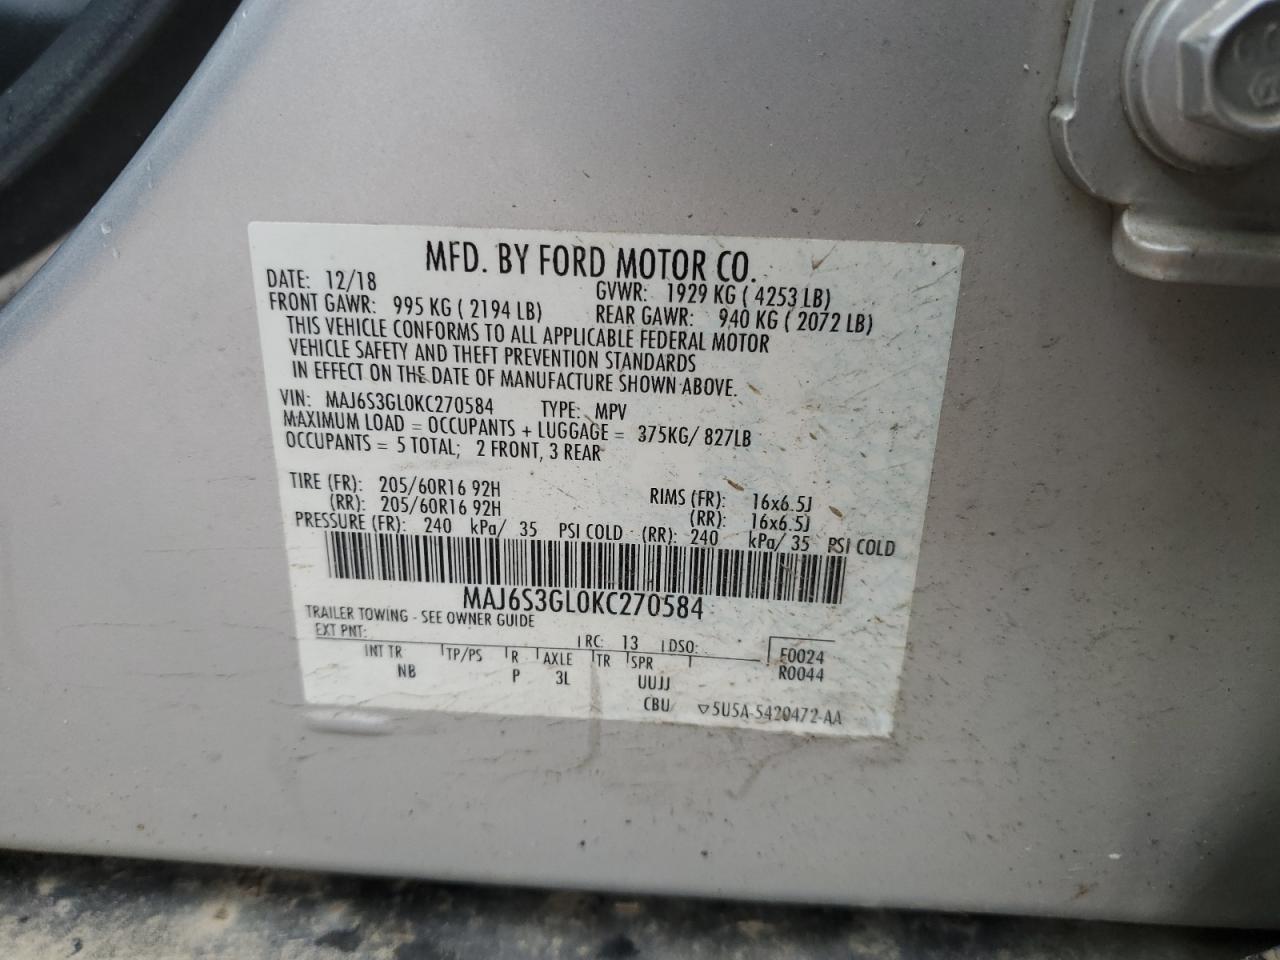 MFD. BY FORD MOTOR CO.
DATE: 12/18 GVWR: 1929 KG ( 4253 LB)
FRONT GAWR: 995 KG ( 2194 LB) REAR GAWR: 940 KG ( 2072 LB)
THIS VEHICLE CONFORMS TO ALL APPLICABLE FEDERAL MOTOR
VEHICLE SAFETY AND THEFT PREVENTION STANDARDS
IN EFFECT ON THE DATE OF MANUFACTURE SHOWN ABOVE.
VIN: MAJ6S3GL0KC270584 TYPE: MPV
MAXIMUM LOAD = OCCUPANTS + LUGGAGE = 375KG/ 827LB
OCCUPANTS = 5 TOTAL; 2 FRONT, 3 REAR
TIRE (FR): 205/60R16 92H RIMS (FR): 16x6.5J
(RR): 205/60R16 92H (RR): 16x6.5J
PRESSURE (FR): 240 kPa/ 35 PSI COLD (RR): 240 kPa/ 35 PSI COLD
MAJ6S3GL0KC270584
TRAILER TOWING - SEE OWNER GUIDE
EXT PNT: RC: 13 DSO: F0024
INT TR TP/PS R AXLE TR SPR R0044
NB P 3L UUJJ
CBU ▽5U5A-5420472-AA